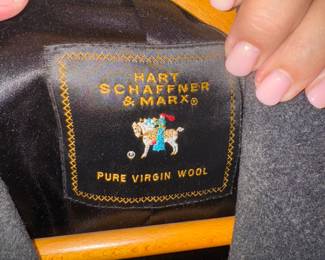 HART
SCHAFFNER
& MARX®
PURE VIRGIN WOOL